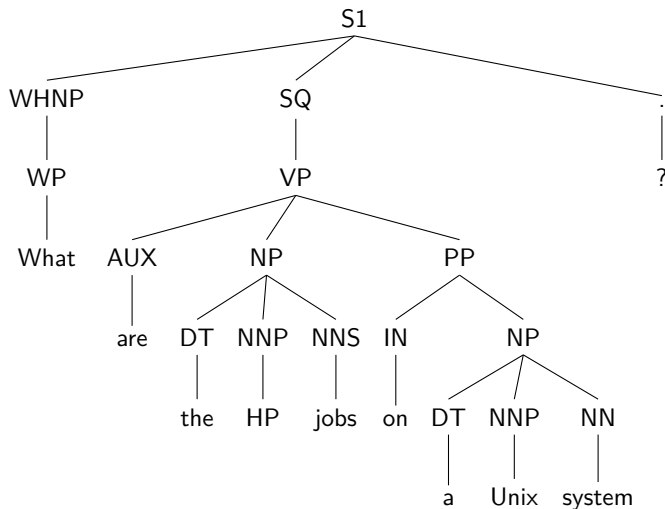 S1
WHNP SQ .
WP VP ?
What AUX NP PP
are DT NNP NNS IN NP
the HP jobs on DT NNP NN
a Unix system